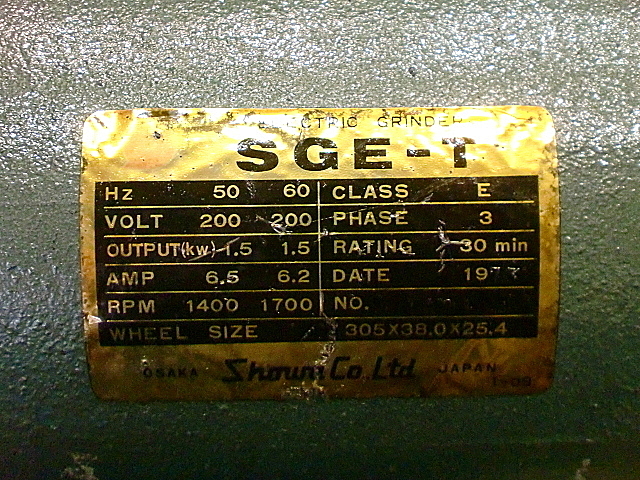 GRINDER
SGE-T
Hz 50 60 CLASS E
VOLT 200 200 PHASE 3
OUTPUT(kw) 1.5 1.5 RATING 30 min
AMP 6.5 6.2 DATE
RPM 1400 1700 NO.
WHEEL SIZE 305X38.0X25.4
OSAKA Showa Co., Ltd JAPAN